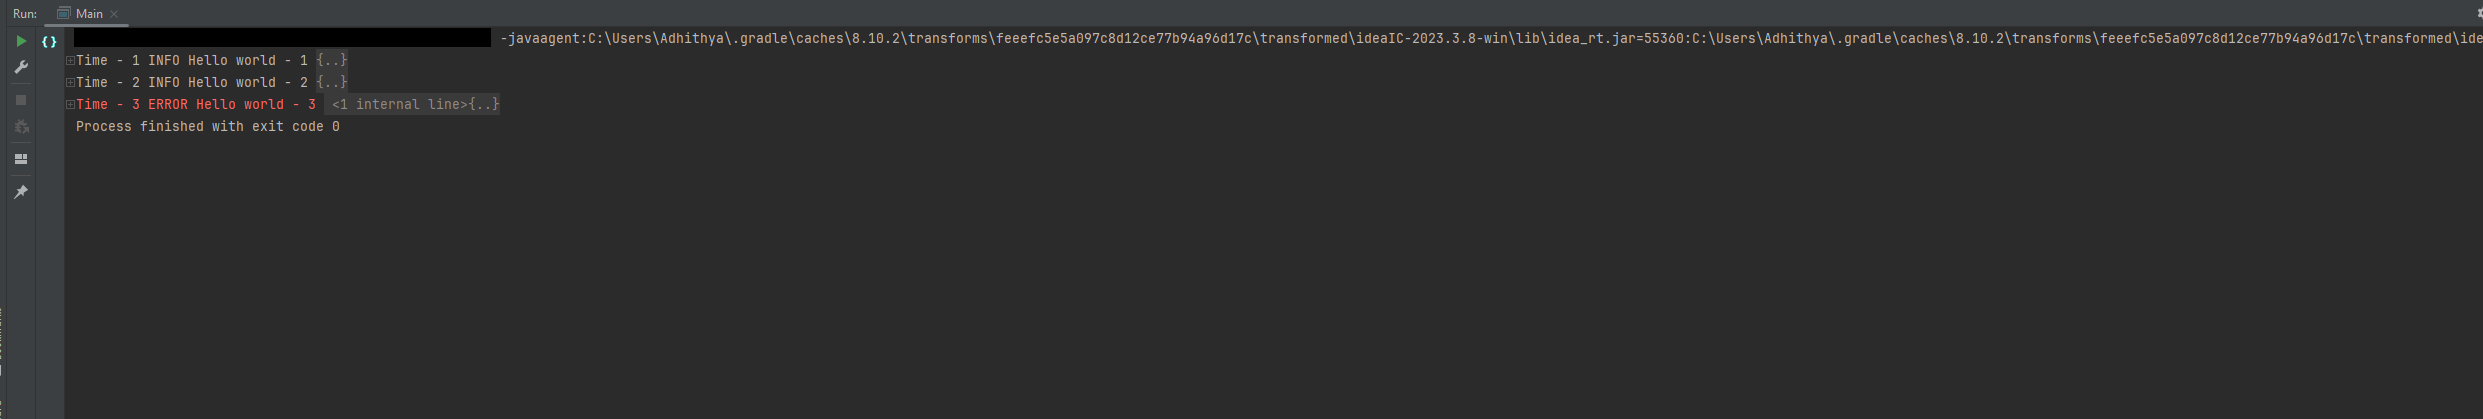 Run: Main
-javaagent:C:\Users\Adhithya\.gradle\caches\8.10.2\transforms\feeefc5e5a097c8d12ce77b94a96d17c\transformed\ideaIC-2023.3.8-win\lib\idea_rt.jar=55360:C:\Users\Adhithya\.gradle\caches\8.10.2\transforms\feeefc5e5a097c8d12ce77b94a96d17c\transformed\ide
Time - 1 INFO Hello world - 1 {..}
Time - 2 INFO Hello world - 2 {..}
Time - 3 ERROR Hello world - 3 <1 internal line>{..}
Process finished with exit code 0